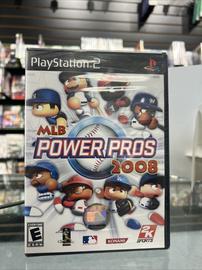 PlayStation 2
MLB
POWER PROS
2008
E
KONAMI
2K
SPORTS